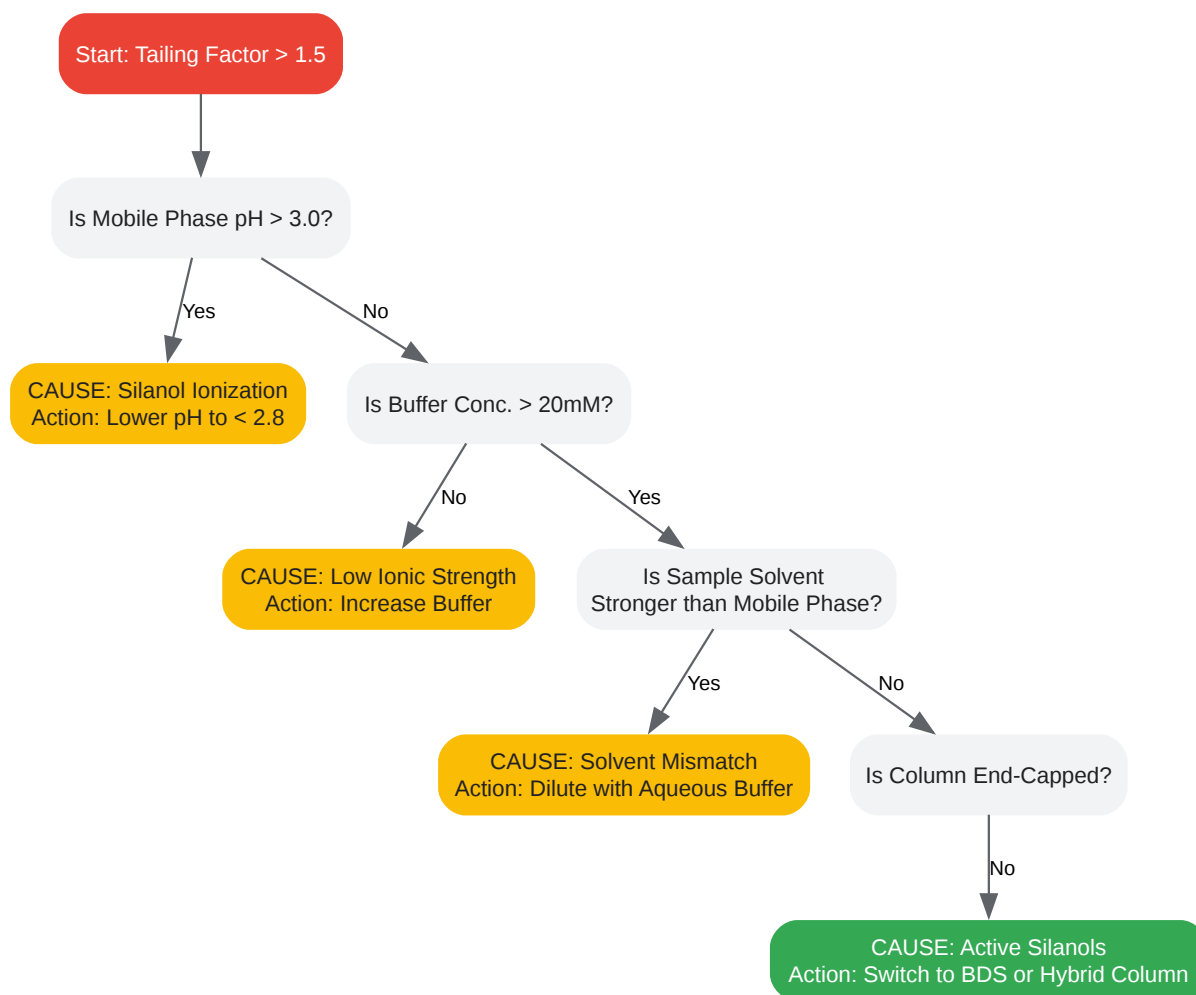 Start: Tailing Factor > 1.5
Is Mobile Phase pH > 3.0?
Yes
No
CAUSE: Silanol Ionization
Action: Lower pH to < 2.8
Is Buffer Conc. > 20mM?
No
Yes
CAUSE: Low Ionic Strength
Action: Increase Buffer
Is Sample Solvent
Stronger than Mobile Phase?
Yes
No
CAUSE: Solvent Mismatch
Action: Dilute with Aqueous Buffer
Is Column End-Capped?
No
CAUSE: Active Silanols
Action: Switch to BDS or Hybrid Column